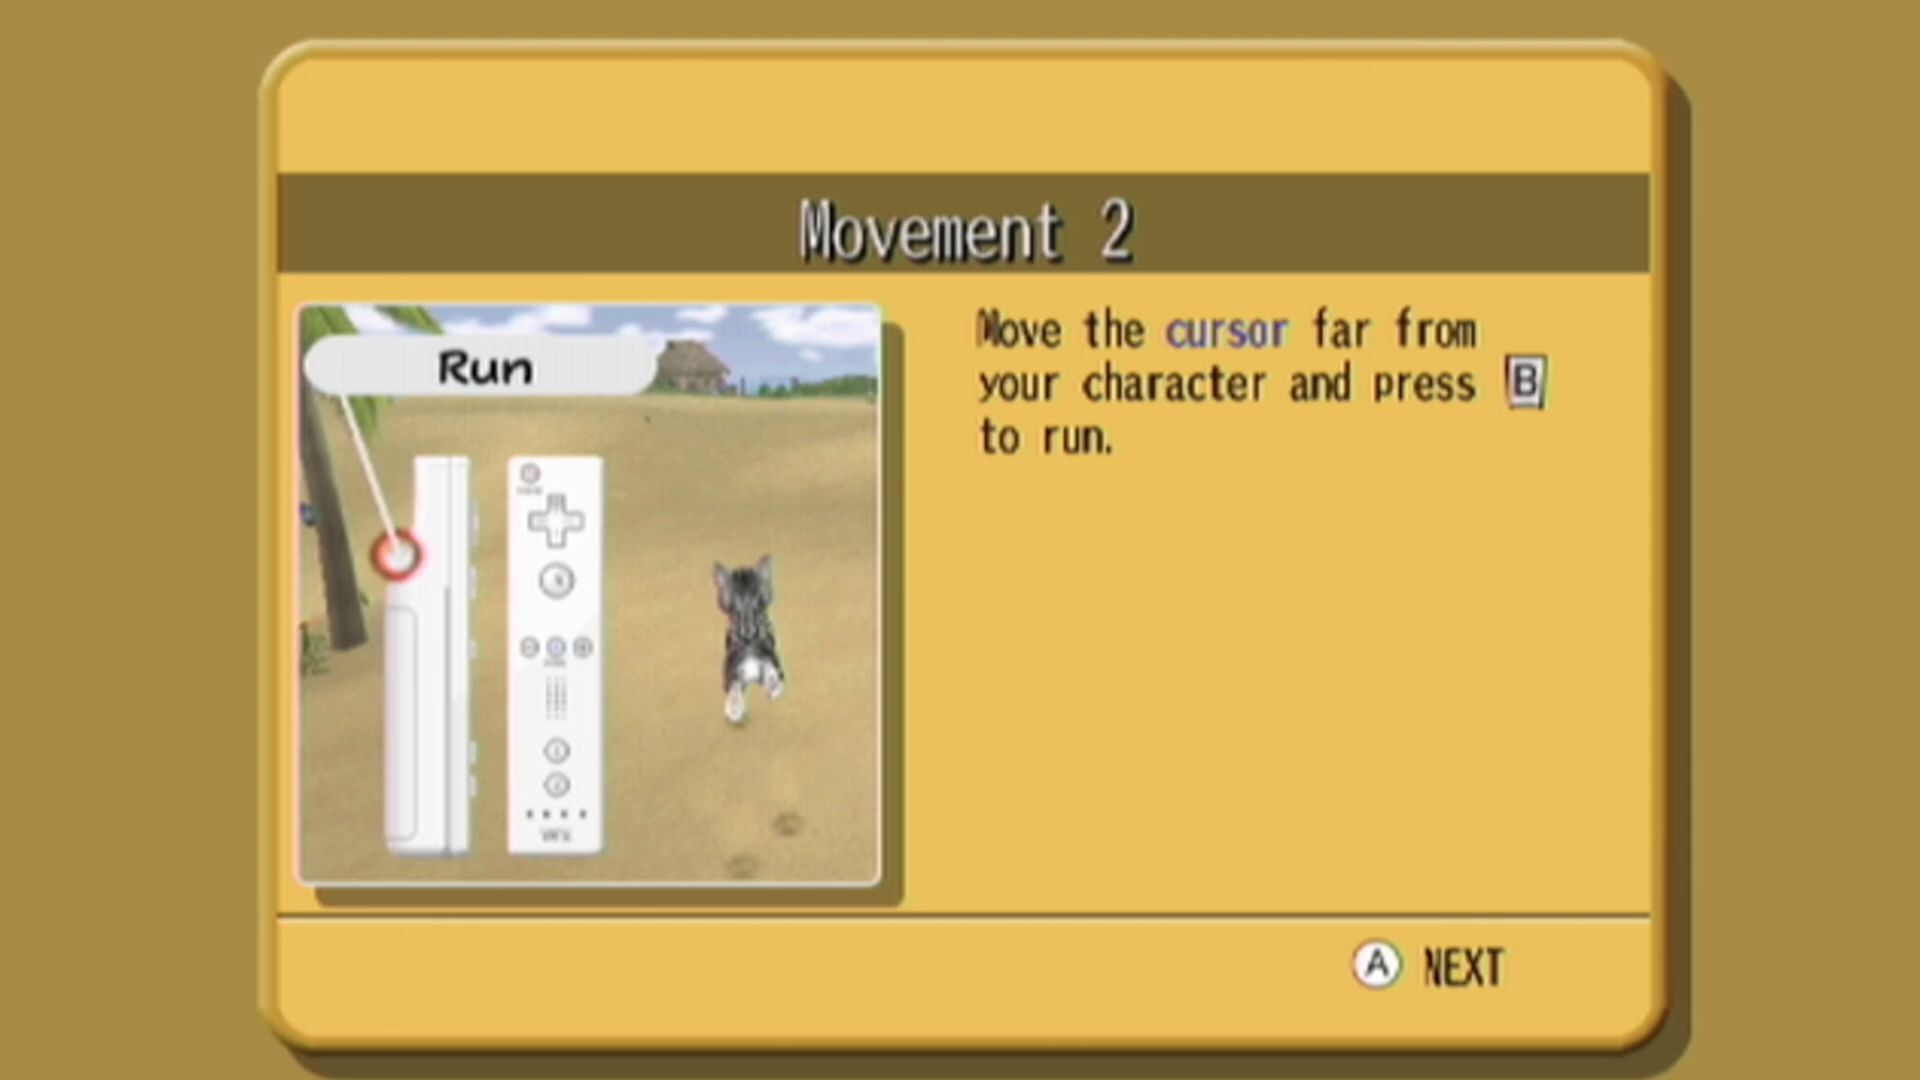 Movement 2
Run
Move the cursor far from
your character and press B
to run.
A NEXT